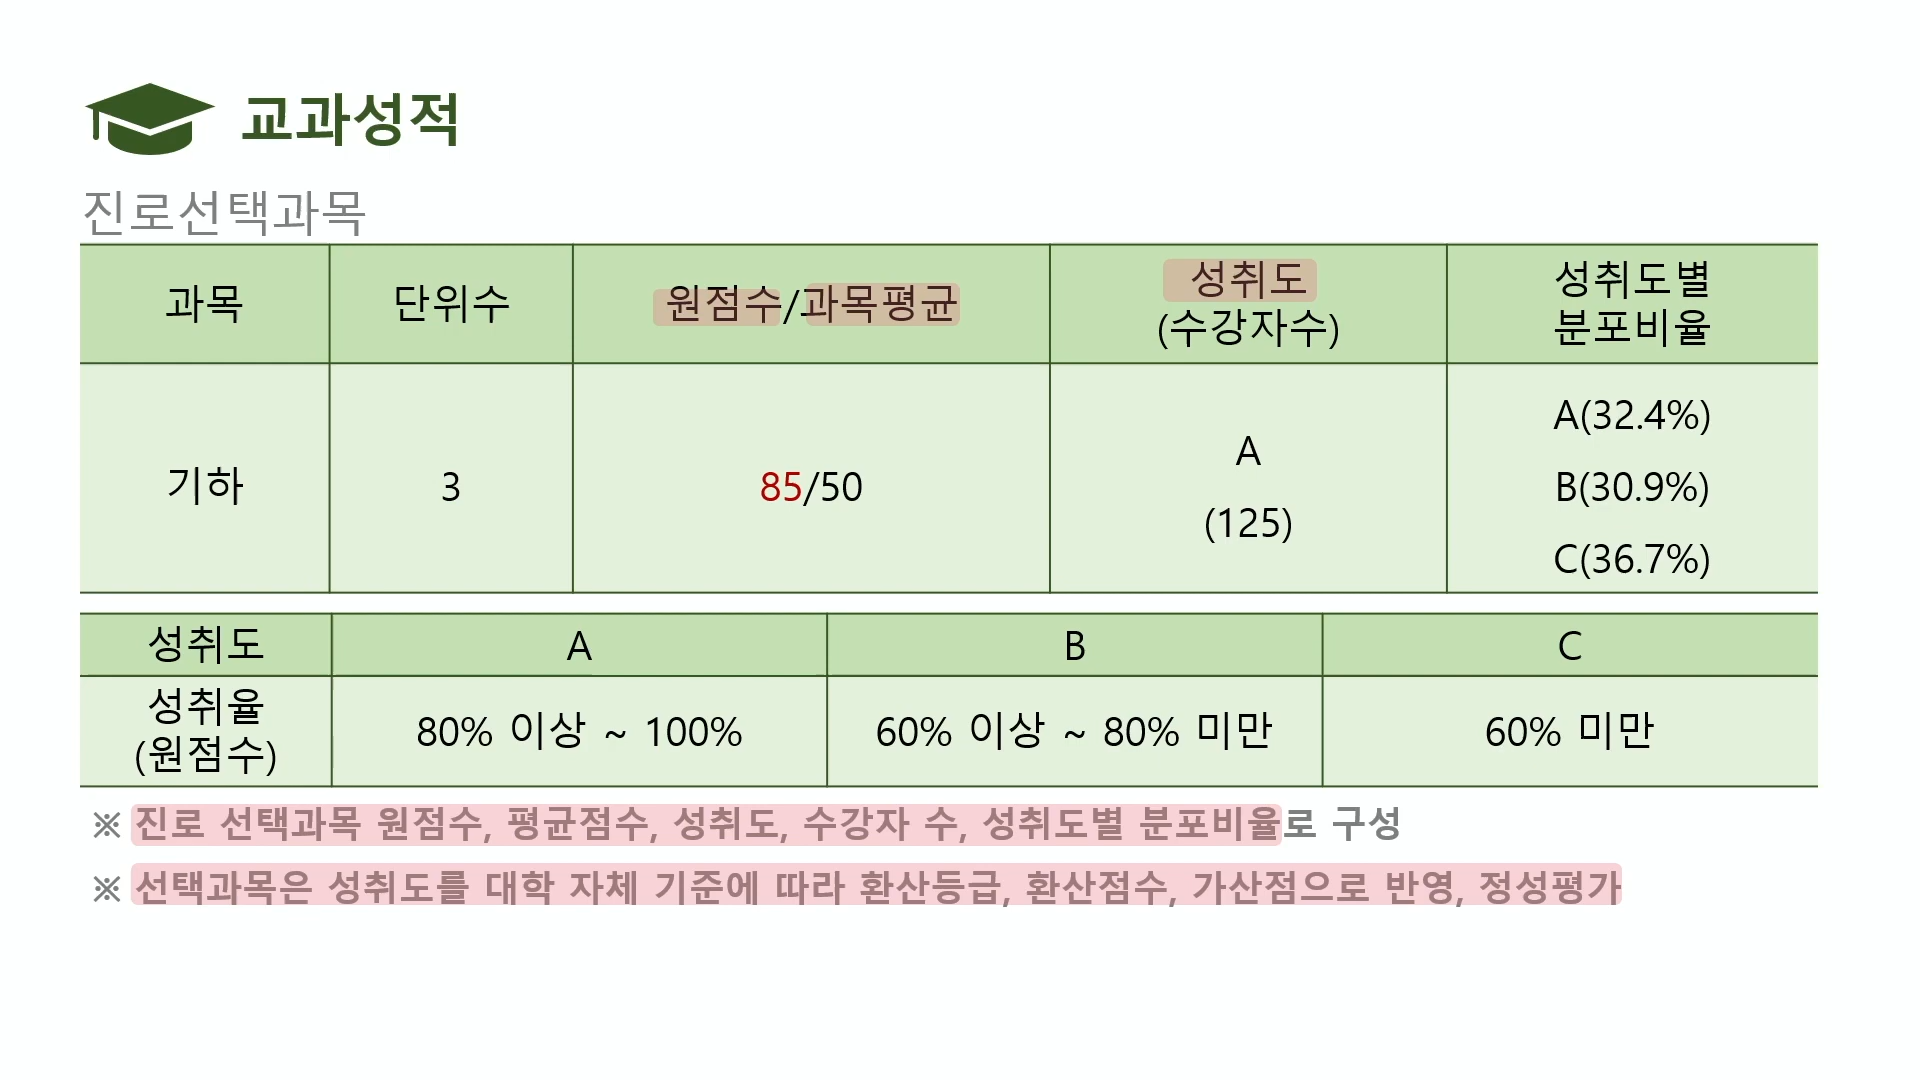 교과성적
진로선택과목
과목 단위수 원점수/과목평균 성취도 (수강자수) 성취도별 분포비율
기하 3 85/50 A (125) A(32.4%) B(30.9%) C(36.7%)
성취도 A B C
성취율 (원점수) 80% 이상 ~ 100% 60% 이상 ~ 80% 미만 60% 미만
※ 진로 선택과목 원점수, 평균점수, 성취도, 수강자 수, 성취도별 분포비율로 구성
※ 선택과목은 성취도를 대학 자체 기준에 따라 환산등급, 환산점수, 가산점으로 반영, 정성평가